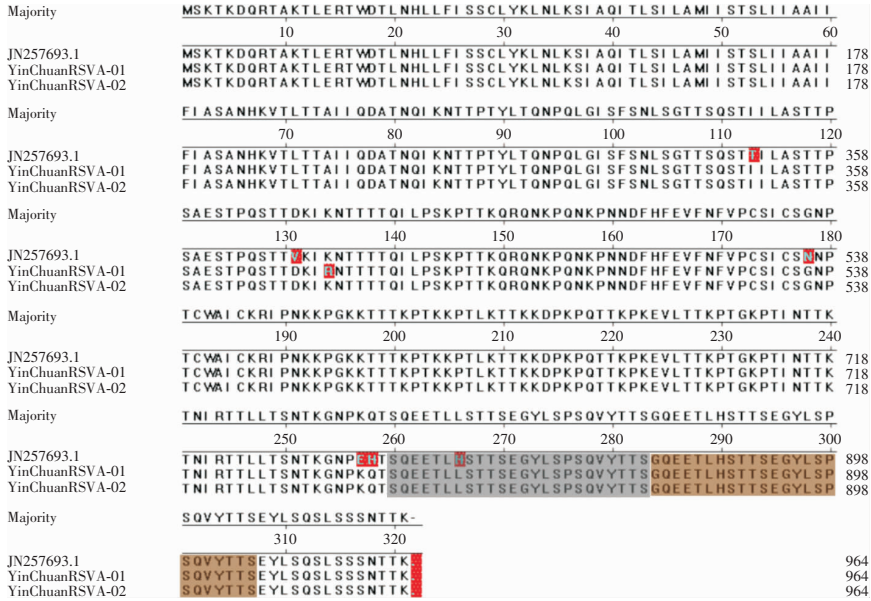 Majority MSKTKDQRTAKTLERTWDTLNHLLFISSCLYKLNLKSIAQITLSILAMIISTSLIIAAII
10 20 30 40 50 60
JN257693.1 MSKTKDQRTAKTLERTWDTLNHLLFISSCLYKLNLKSIAQITLSILAMIISTSLIIAAII 178
YinChuanRSVA-01 MSKTKDQRTAKTLERTWDTLNHLLFISSCLYKLNLKSIAQITLSILAMIISTSLIIAAII 178
YinChuanRSVA-02 MSKTKDQRTAKTLERTWDTLNHLLFISSCLYKLNLKSIAQITLSILAMIISTSLIIAAII 178
Majority FIASANHKVTLTTAIIQDATNQIKNTTPTYLTQNPQLGISFSNLSGTTSQSTIILASTTP
70 80 90 100 110 120
JN257693.1 FIASANHKVTLTTAIIQDATNQIKNTTPTYLTQNPQLGISFSNLSGTTSQSTTILASTTP 358
YinChuanRSVA-01 FIASANHKVTLTTAIIQDATNQIKNTTPTYLTQNPQLGISFSNLSGTTSQSTIILASTTP 358
YinChuanRSVA-02 FIASANHKVTLTTAIIQDATNQIKNTTPTYLTQNPQLGISFSNLSGTTSQSTIILASTTP 358
Majority SAESTPQSTTDKIKNTTTTQILPSKPTTKQRQNKPQNKPNNDFHFEVFNFVPCSICSGNP
130 140 150 160 170 180
JN257693.1 SAESTPQSTTVKIKNTTTTQILPSKPTTKQRQNKPQNKPNNDFHFEVFNFVPCSICSNNP 538
YinChuanRSVA-01 SAESTPQSTTDKIRNTTTTQILPSKPTTKQRQNKPQNKPNNDFHFEVFNFVPCSICSGNP 538
YinChuanRSVA-02 SAESTPQSTTDKIKNTTTTQILPSKPTTKQRQNKPQNKPNNDFHFEVFNFVPCSICSGNP 538
Majority TCWAICKRIPNKKPGKKTTTKPTKKPTLKTTKKDPKPQTTKPKEVLTTKPTGKPTINTTK
190 200 210 220 230 240
JN257693.1 TCWAICKRIPNKKPGKKTTTKPTKKPTLKTTKKDPKPQTTKPKEVLTTKPTGKPTINTTK 718
YinChuanRSVA-01 TCWAICKRIPNKKPGKKTTTKPTKKPTLKTTKKDPKPQTTKPKEVLTTKPTGKPTINTTK 718
YinChuanRSVA-02 TCWAICKRIPNKKPGKKTTTKPTKKPTLKTTKKDPKPQTTKPKEVLTTKPTGKPTINTTK 718
Majority TNIRTTLLTSNTKGNPKQTSQEETLLSTTSEGYLSPSQVYTTSGQEETLHSTTSEGYLSP
250 260 270 280 290 300
JN257693.1 TNIRTTLLTSNTKGNPEHTSQEETLHSTTSEGYLSPSQVYTTSGQEETLHSTTSEGYLSP 898
YinChuanRSVA-01 TNIRTTLLTSNTKGNPKQTSQEETLLSTTSEGYLSPSQVYTTSGQEETLHSTTSEGYLSP 898
YinChuanRSVA-02 TNIRTTLLTSNTKGNPKQTSQEETLLSTTSEGYLSPSQVYTTSGQEETLHSTTSEGYLSP 898
Majority SQVYTTSEYLSQSLSSSNTTK-
310 320
JN257693.1 SQVYTTSEYLSQSLSSSNTTK 964
YinChuanRSVA-01 SQVYTTSEYLSQSLSSSNTTK 964
YinChuanRSVA-02 SQVYTTSEYLSQSLSSSNTTK 964